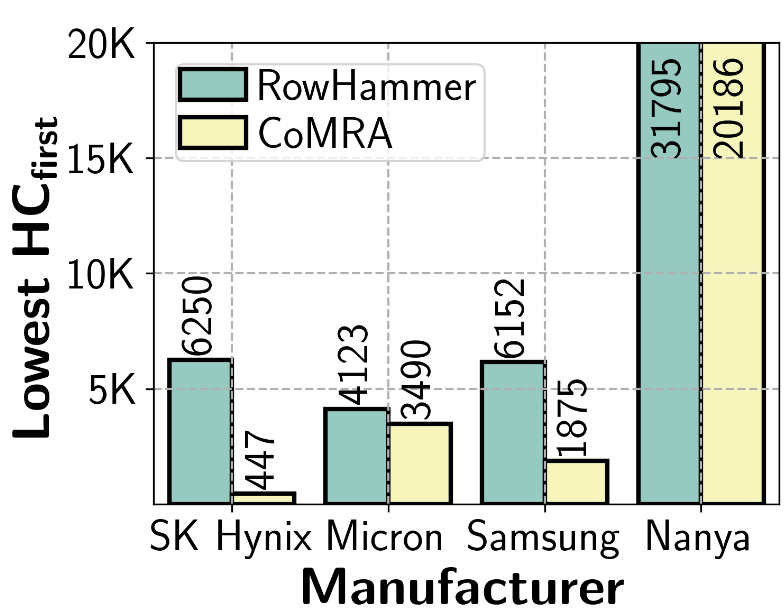 20K
15K
10K
5K
Lowest HCfirst
RowHammer
CoMRA
6250
447
4123
3490
6152
1875
31795
20186
SK Hynix
Micron
Samsung
Nanya
Manufacturer